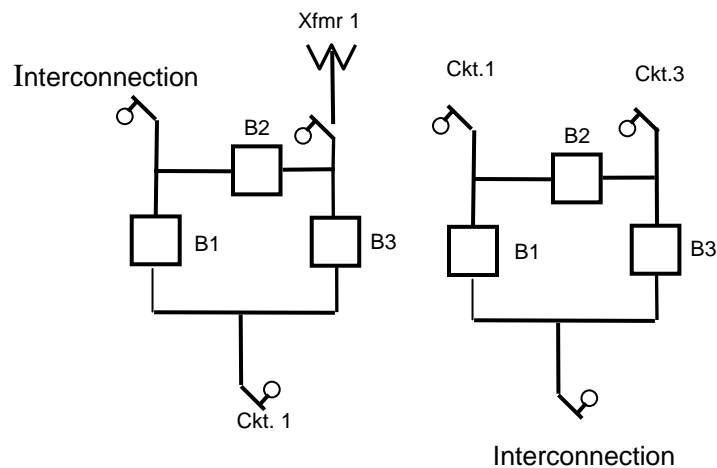 Xfmr 1
Interconnection
B2
B1
B3
Ckt. 1
Ckt.1
Ckt.3
B2
B1
B3
Interconnection